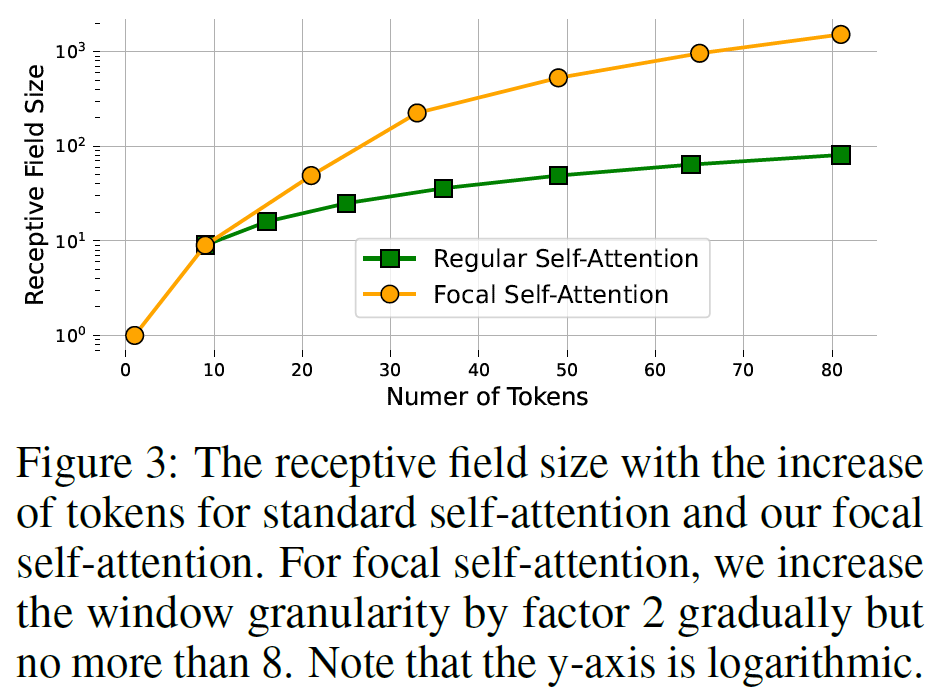 Receptive Field Size
10³
10²
10¹
10⁰
Regular Self-Attention
Focal Self-Attention
0 10 20 30 40 50 60 70 80
Numer of Tokens
Figure 3: The receptive field size with the increase
of tokens for standard self-attention and our focal
self-attention. For focal self-attention, we increase
the window granularity by factor 2 gradually but
no more than 8. Note that the y-axis is logarithmic.